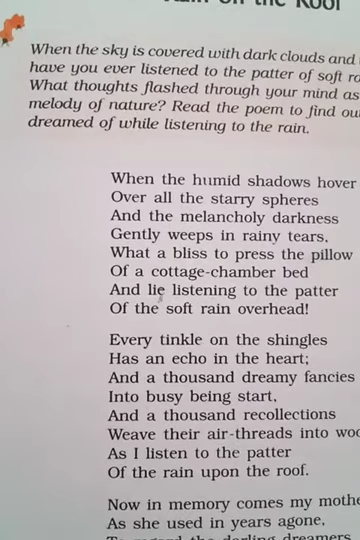 on the Roof
When the sky is covered with dark clouds and
have you ever listened to the patter of soft
What thoughts flashed through your mind as
melody of nature? Read the poem to find
dreamed of while listening to the rain.
When the humid shadows hover
Over all the starry spheres
And the melancholy darkness
Gently weeps in rainy tears,
What a bliss to press the pillow
Of a cottage-chamber bed
And lie listening to the patter
Of the soft rain overhead!
Every tinkle on the shingles
Has an echo in the heart;
And a thousand dreamy fancies
Into busy being start,
And a thousand recollections
Weave their air-threads into
As I listen to the patter
Of the rain upon the roof.
Now in memory comes my
As she used in years agone,
To regard the darling dreamers